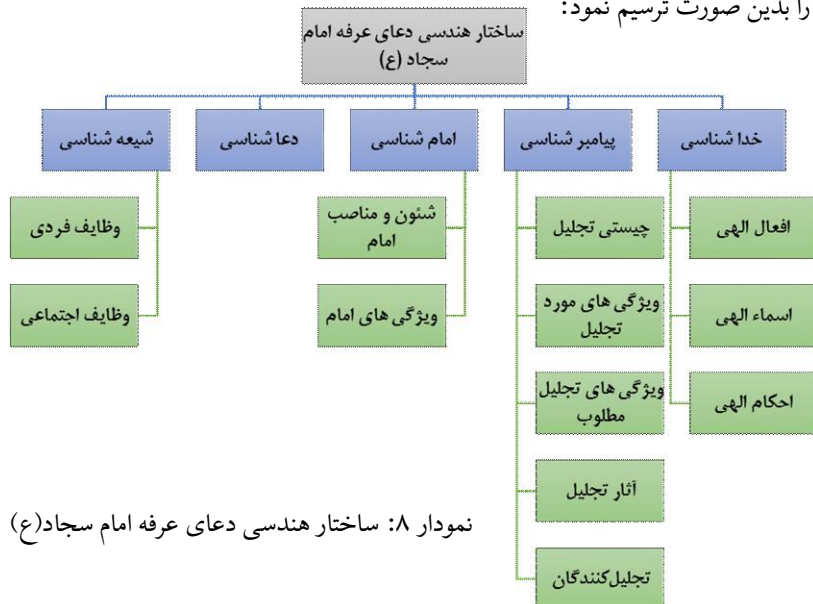 را بدین صورت ترسیم نمود:
ساختار هندسی دعای عرفه امام
سجاد (ع)
خدا شناسی
پیامبر شناسی
امام شناسی
دعا شناسی
شیعه شناسی
افعال الهی
اسماء الهی
احکام الهی
چیستی تجلیل
ویژگی های مورد
تجلیل
ویژگی های تجلیل
مطلوب
آثار تجلیل
تجلیل‌کنندگان
شئون و مناصب
امام
ویژگی های امام
وظایف فردی
وظایف اجتماعی
نمودار ۸: ساختار هندسی دعای عرفه امام سجاد(ع)